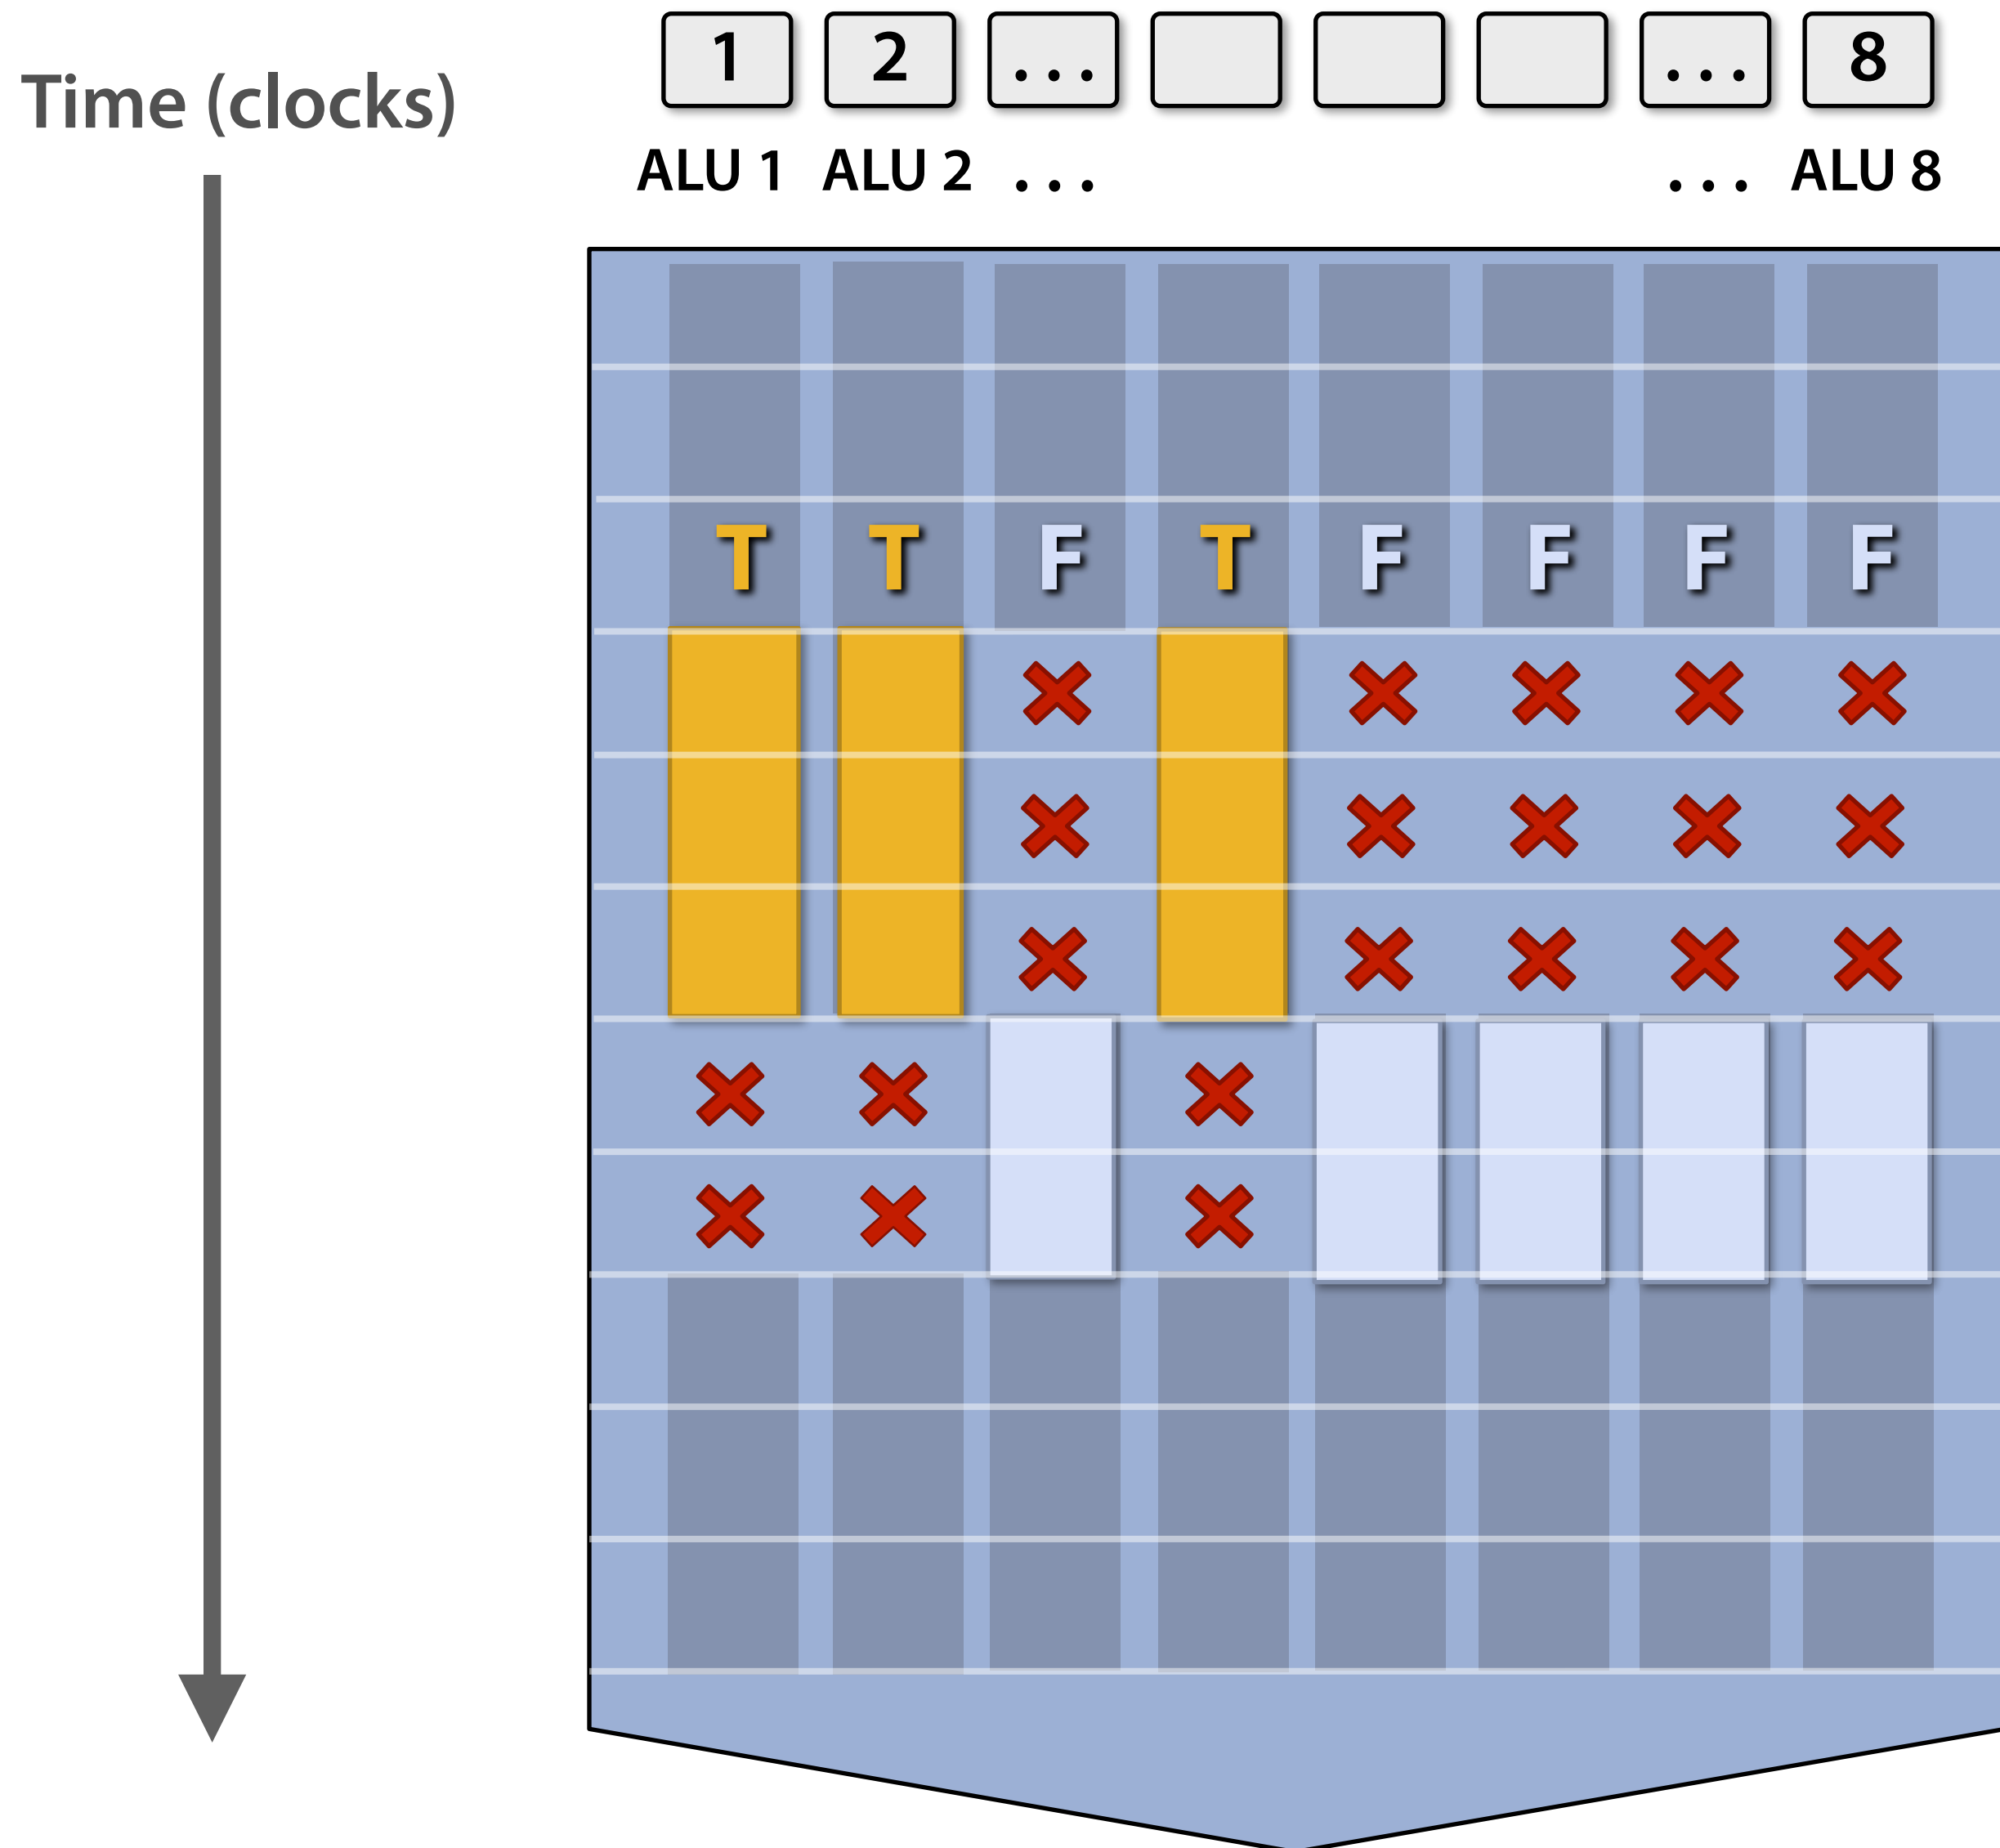 Time (clocks)
1 2 . . . . . . 8
ALU 1 ALU 2 . . . . . . ALU 8
T T F T F F F F